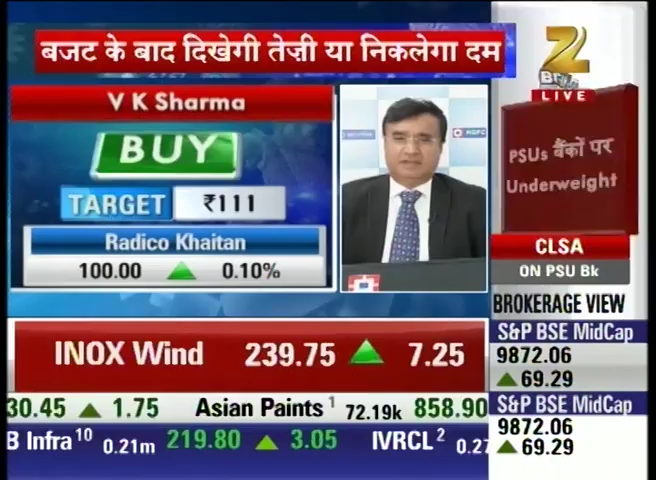 बजट के बाद दिखेगी तेज़ी या निकलेगा दम
LIVE
V K Sharma
BUY
TARGET ₹111
Radico Khaitan
100.00 0.10%
HDFC
PSUs बैंकों पर
Underweight
CLSA
ON PSU Bk
BROKERAGE VIEW
S&P BSE MidCap
9872.06
69.29
S&P BSE MidCap
9872.06
69.29
INOX Wind 239.75 7.25
30.45 1.75 Asian Paints 1 72.19k 858.90
B Infra 10 0.21m 219.80 3.05 IVRCL 2 0.27